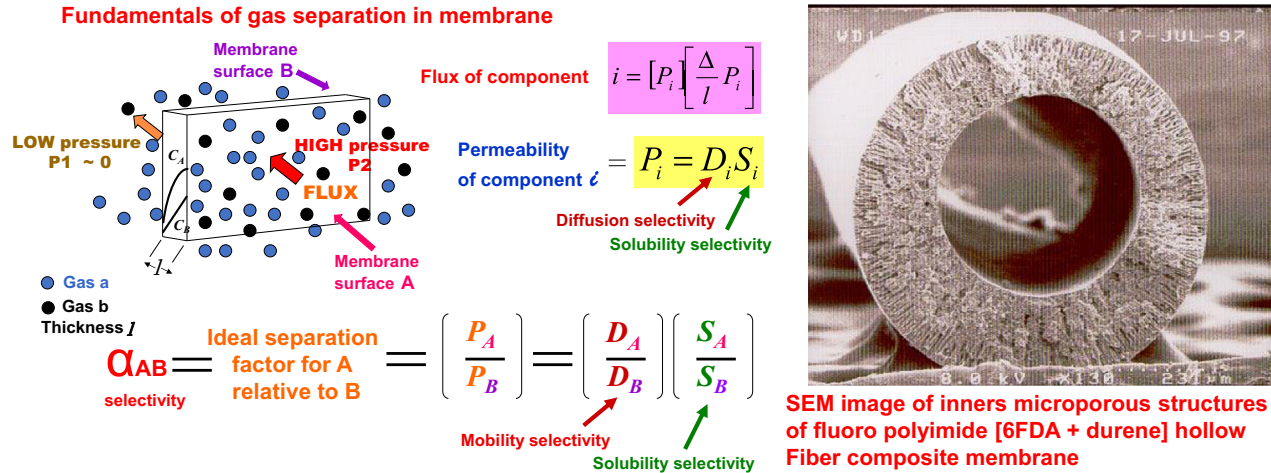 Fundamentals of gas separation in membrane
Membrane
surface B
LOW pressure
P1 ~ 0
C_A
C_B
HIGH pressure
P2
FLUX
l
Membrane
surface A
Gas a
Gas b
Thickness l
Flux of component
i = [P_i] [Δ/l P_i]
Permeability
of component i
= P_i = D_i S_i
Diffusion selectivity
Solubility selectivity
α_AB = Ideal separation factor for A relative to B = (P_A/P_B) = (D_A/D_B) (S_A/S_B)
selectivity
Mobility selectivity
Solubility selectivity
17-JUL-97
8.0 kV X130 231µm
SEM image of inners microporous structures
of fluoro polyimide [6FDA + durene] hollow
Fiber composite membrane